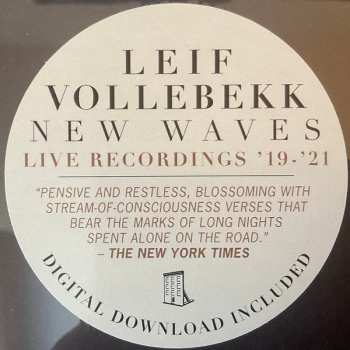 LEIF
VOLLEBEKK
NEW WAVES
LIVE RECORDINGS '19-'21
"PENSIVE AND RESTLESS, BLOSSOMING WITH
STREAM-OF-CONSCIOUSNESS VERSES THAT
BEAR THE MARKS OF LONG NIGHTS
SPENT ALONE ON THE ROAD."
– THE NEW YORK TIMES
DIGITAL DOWNLOAD INCLUDED